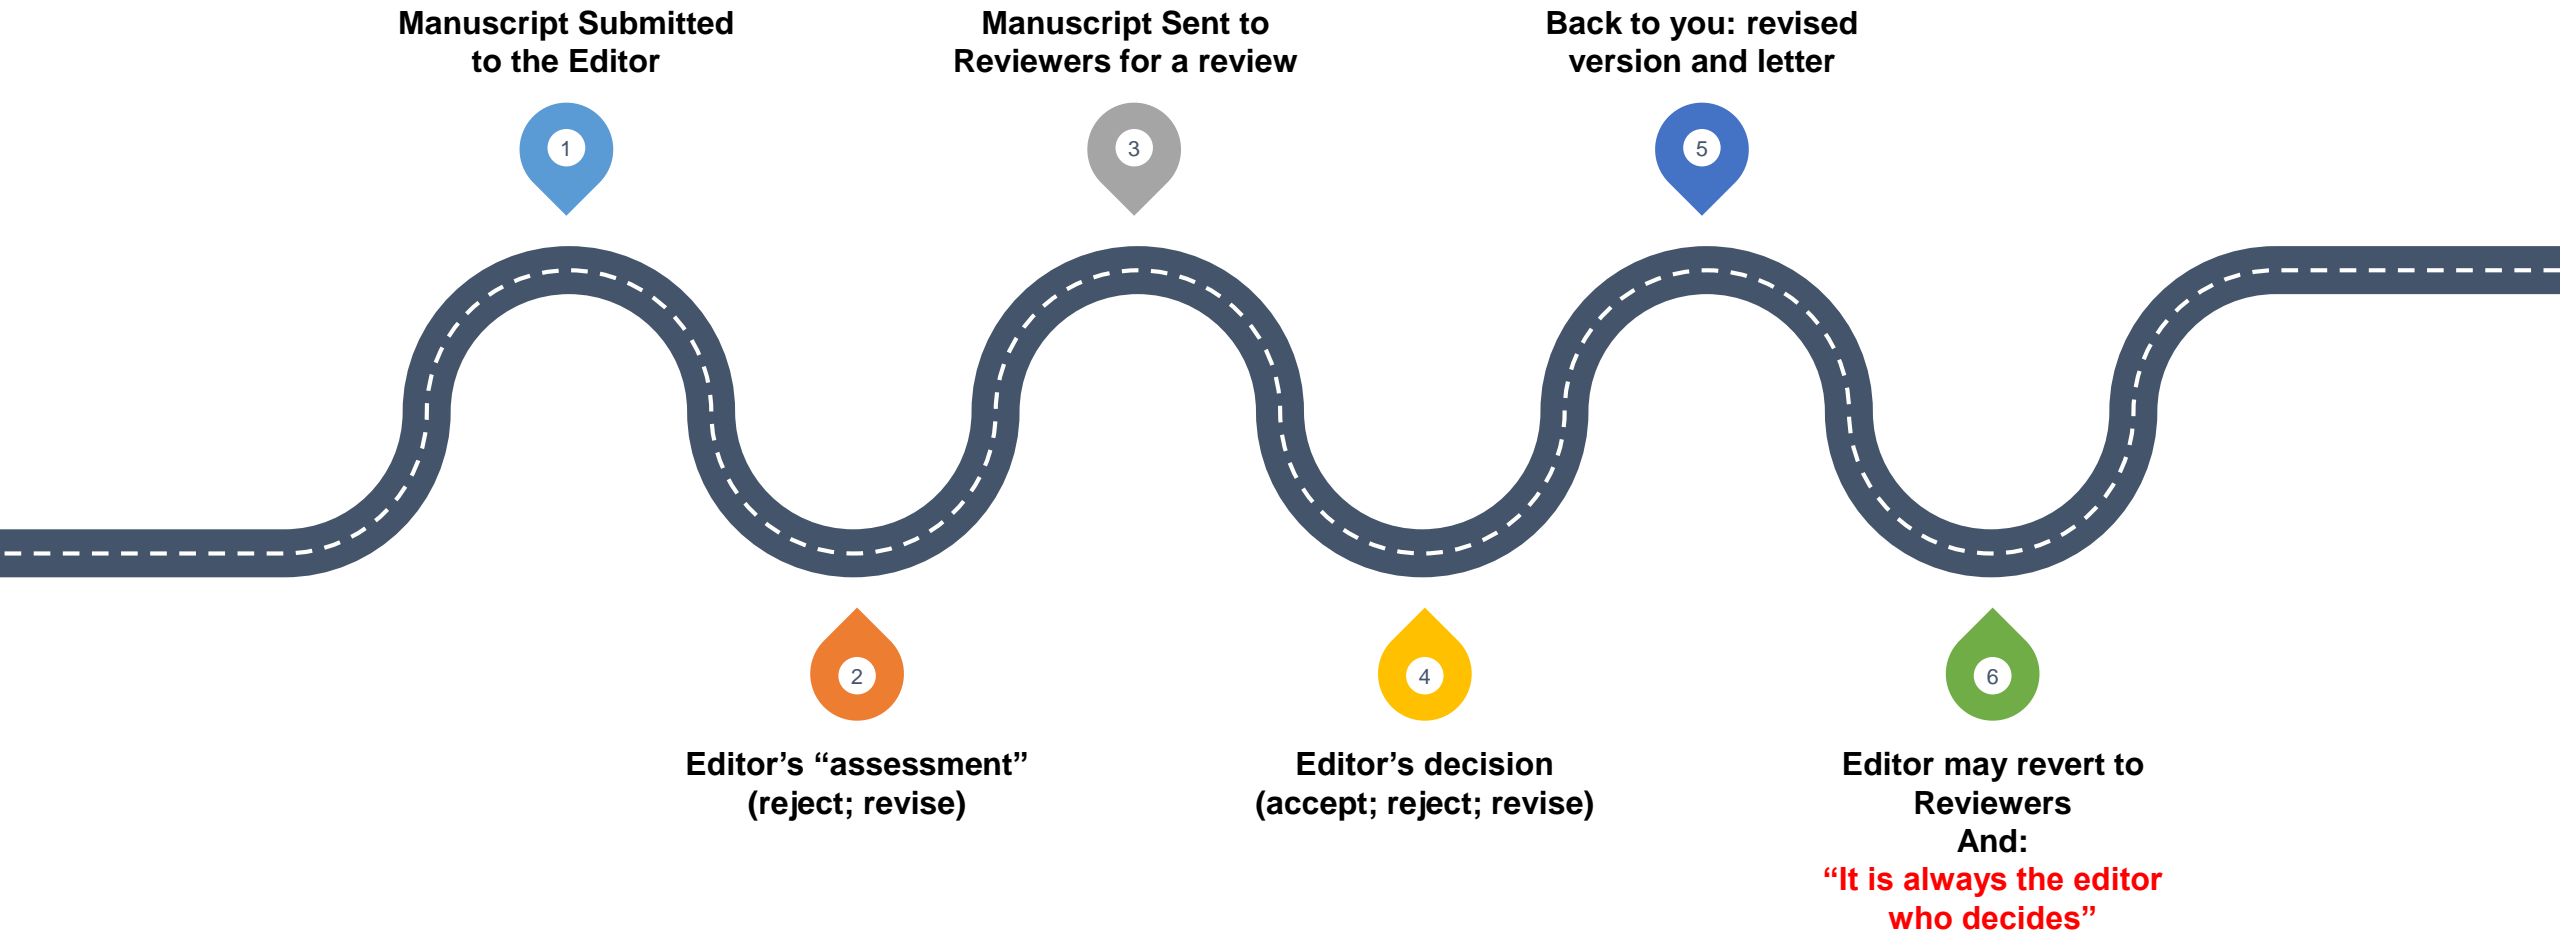 Manuscript Submitted
to the Editor
1
Editor’s “assessment”
(reject; revise)
2
Manuscript Sent to
Reviewers for a review
3
Editor’s decision
(accept; reject; revise)
4
Back to you: revised
version and letter
5
Editor may revert to
Reviewers
And:
“It is always the editor
who decides”
6